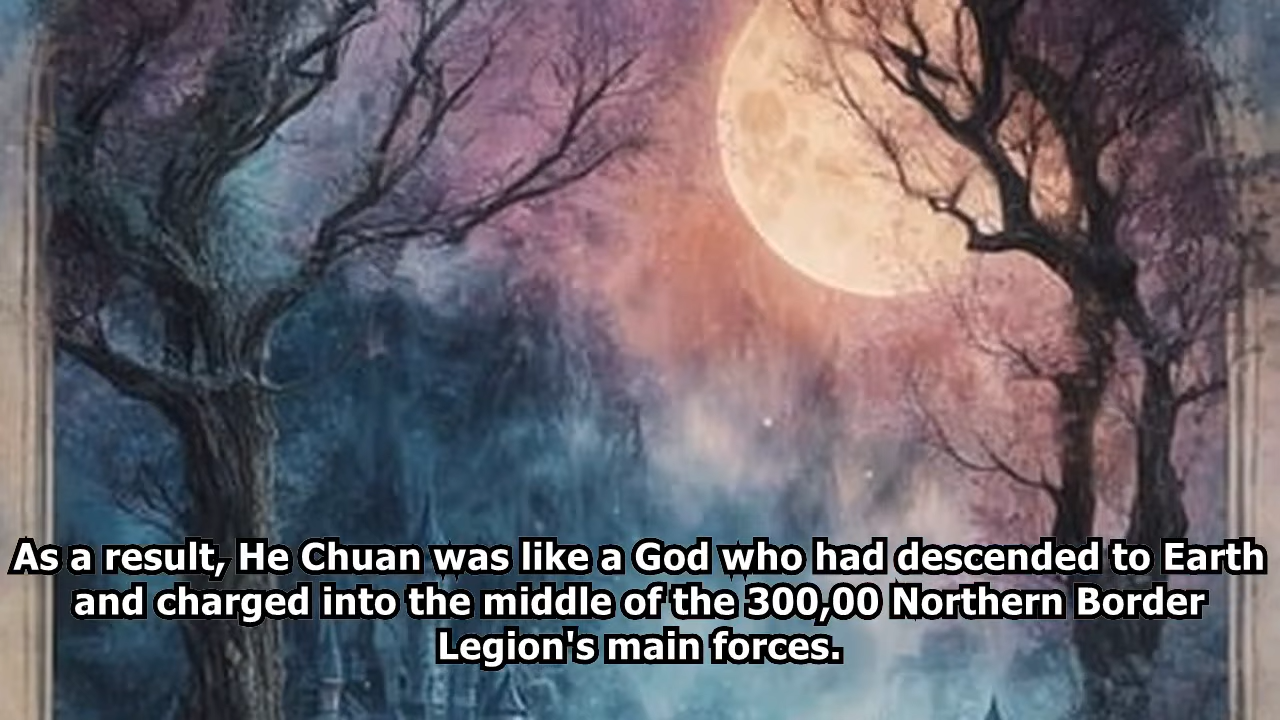 As a result, He Chuan was like a God who had descended to Earth
and charged into the middle of the 300,00 Northern Border
Legion's main forces.